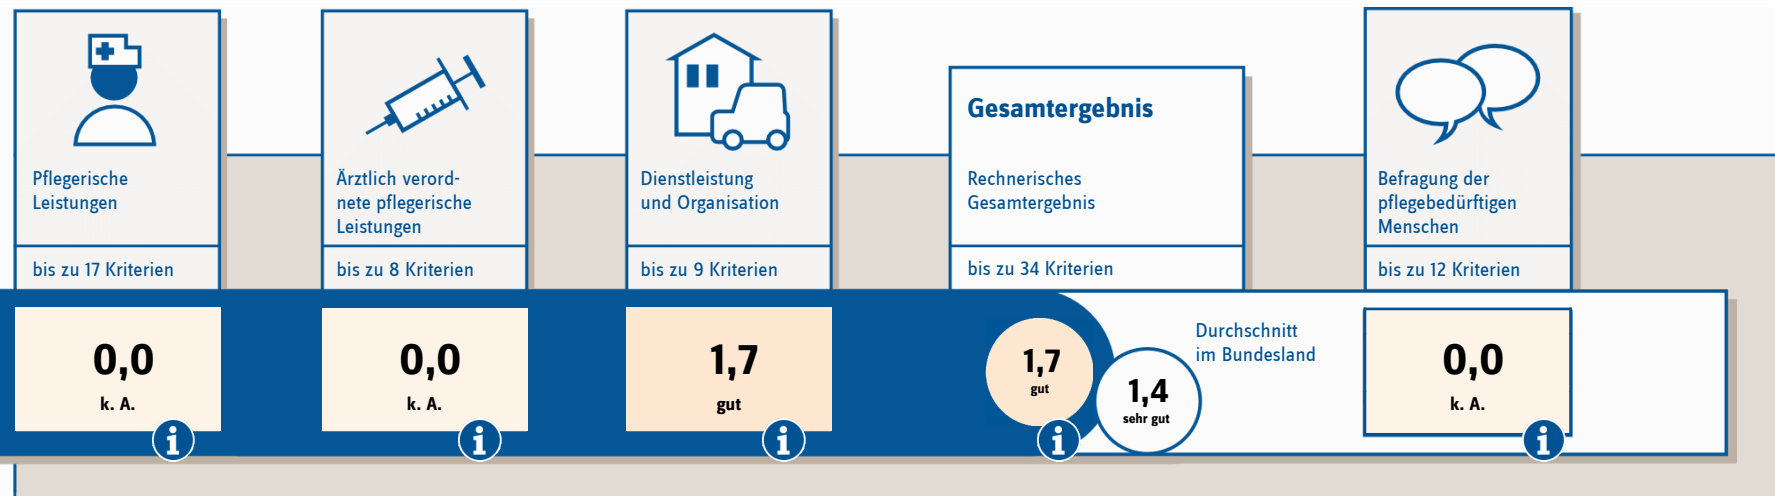 Pflegerische
Leistungen
bis zu 17 Kriterien
0,0
k. A.
Ärztlich verord-
nete pflegerische
Leistungen
bis zu 8 Kriterien
0,0
k. A.
Dienstleistung
und Organisation
bis zu 9 Kriterien
1,7
gut
Gesamtergebnis
Rechnerisches
Gesamtergebnis
bis zu 34 Kriterien
1,7
gut
1,4
sehr gut
Durchschnitt
im Bundesland
Befragung der
pflegebedürftigen
Menschen
bis zu 12 Kriterien
0,0
k. A.